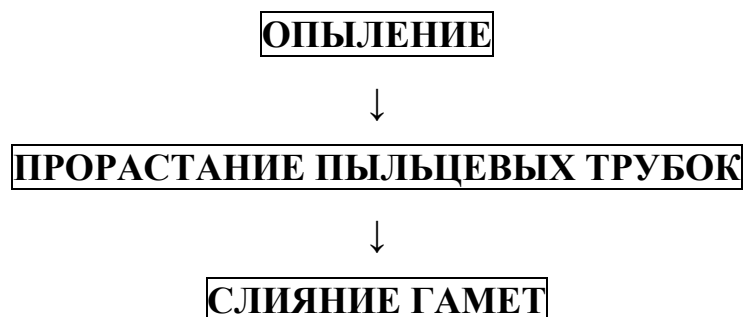 ОПЫЛЕНИЕ
↓
ПРОРАСТАНИЕ ПЫЛЬЦЕВЫХ ТРУБОК
↓
СЛИЯНИЕ ГАМЕТ